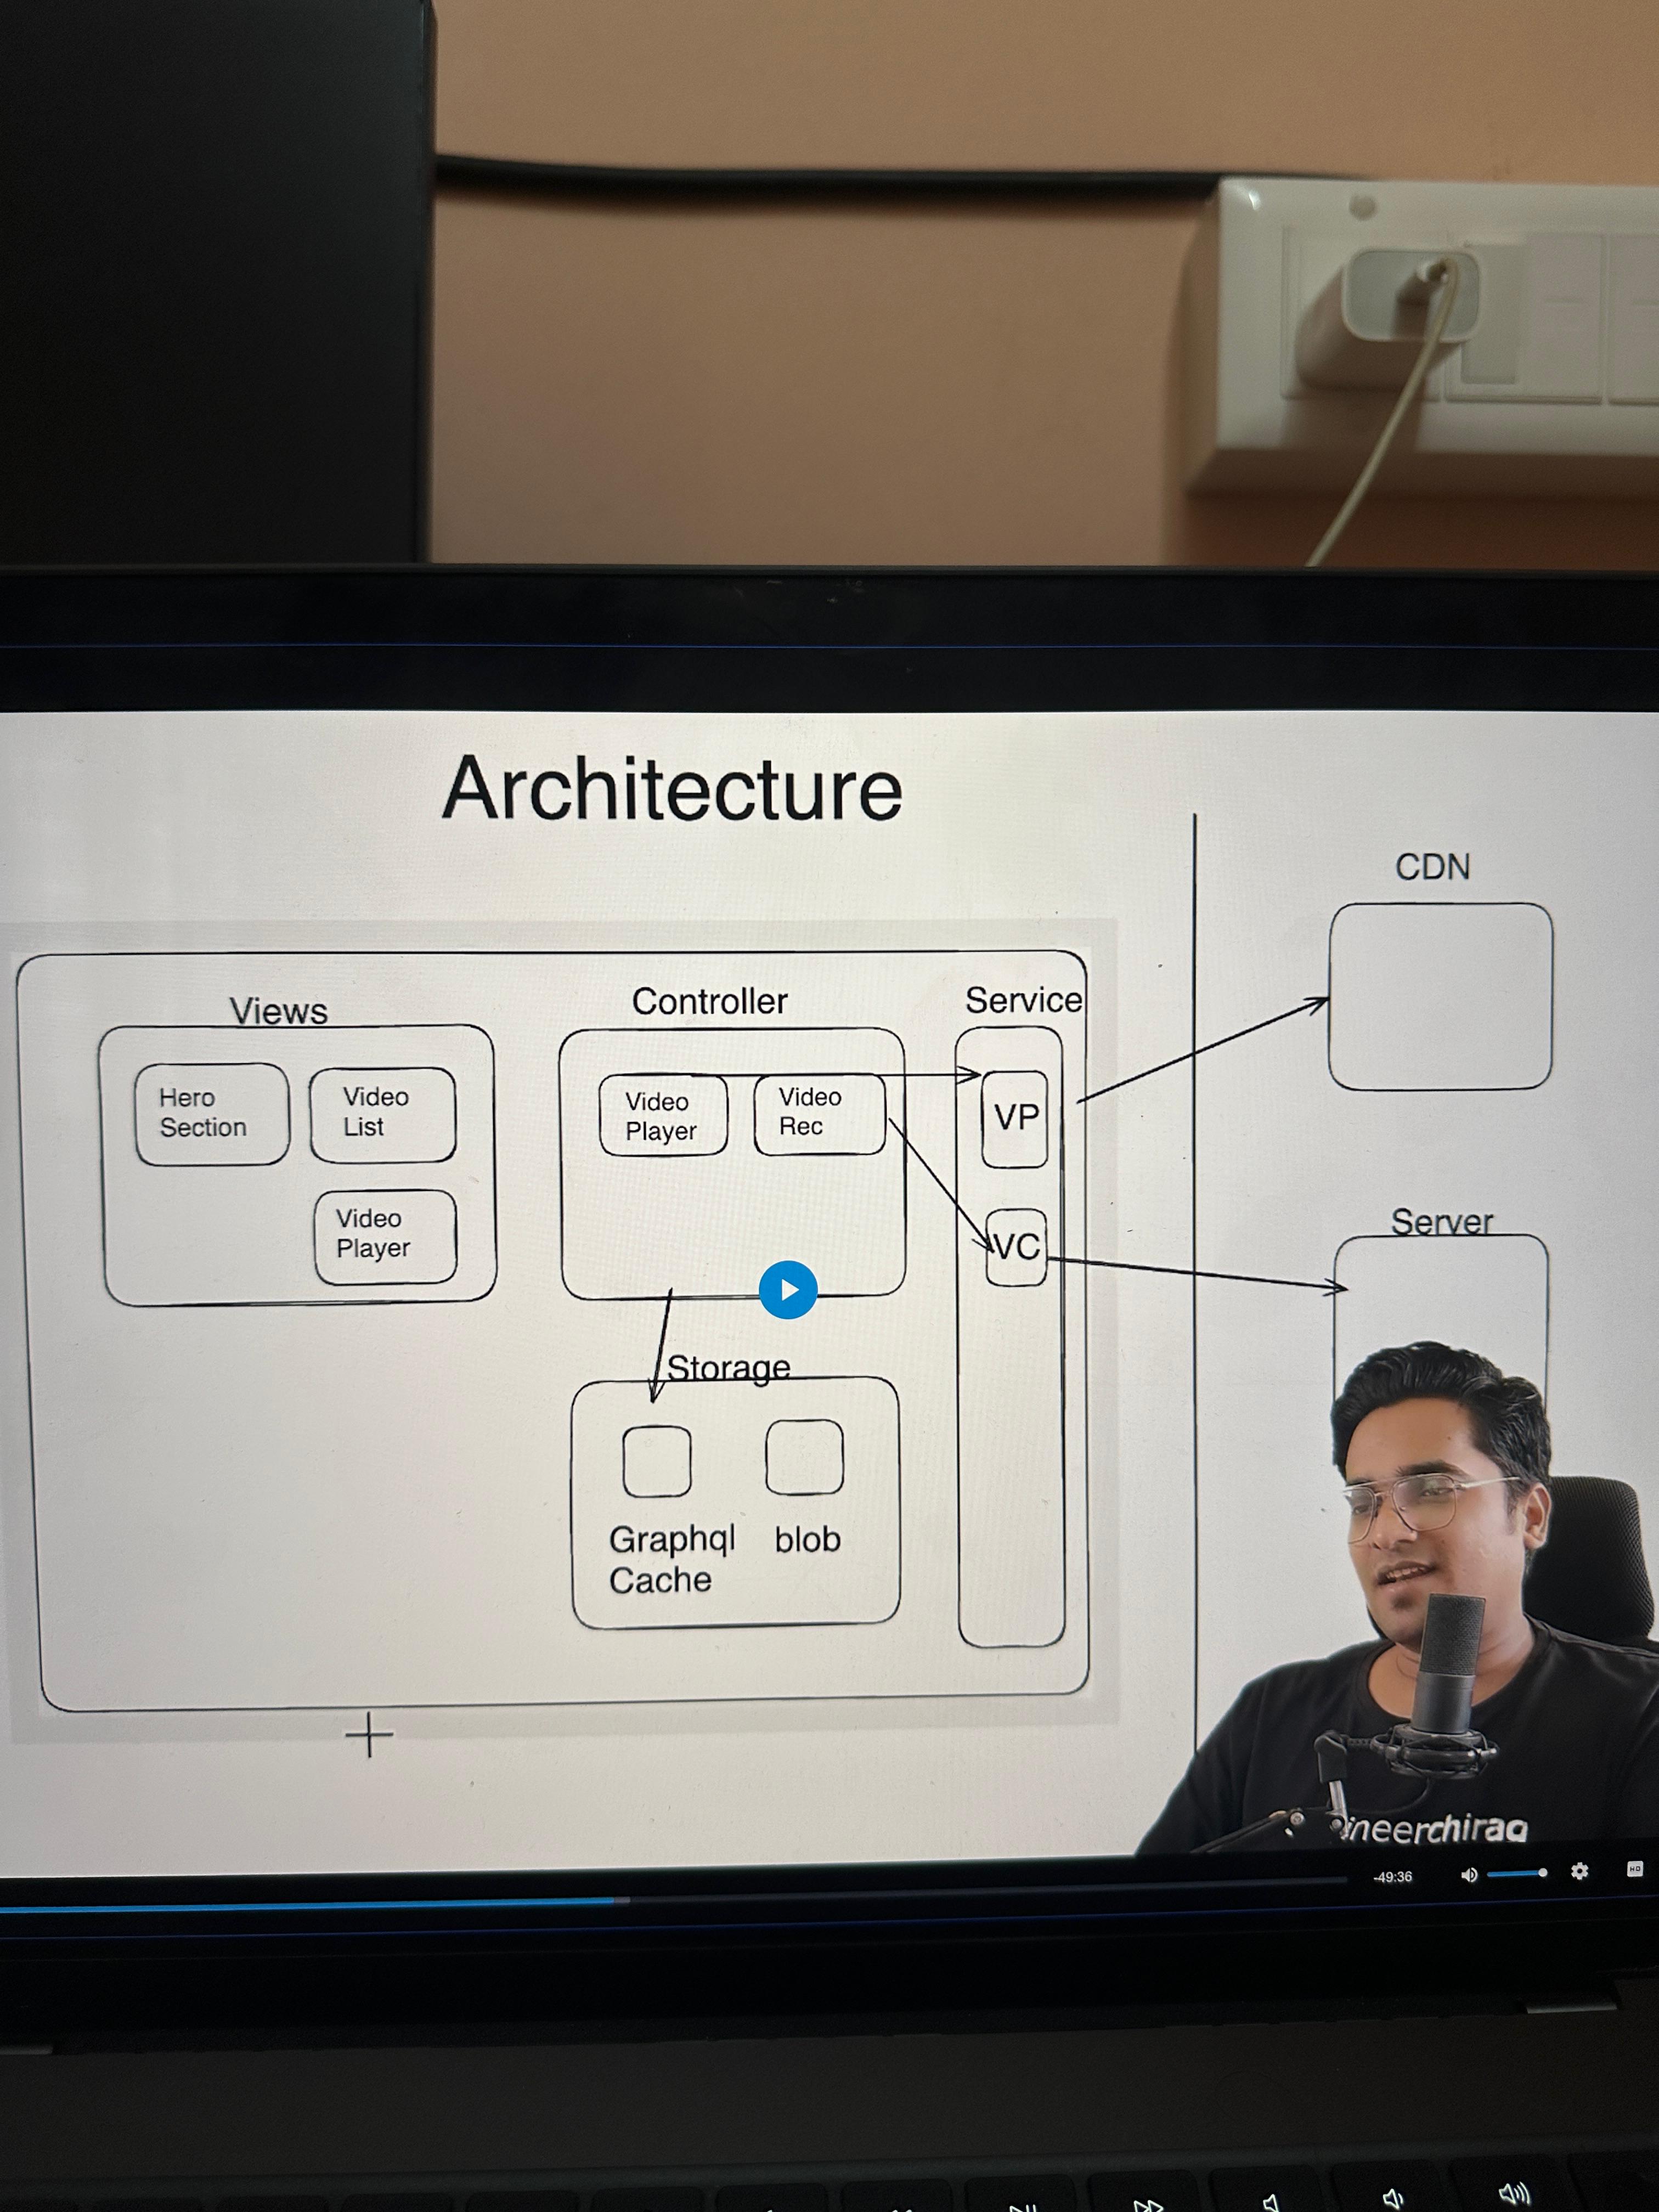 Architecture
CDN
Views
Controller
Service
Hero
Section
Video
List
Video
Player
Video
Player
Video
Rec
VP
VC
Server
Storage
Graphql
Cache
blob
ineerchirag
-49:36
HD